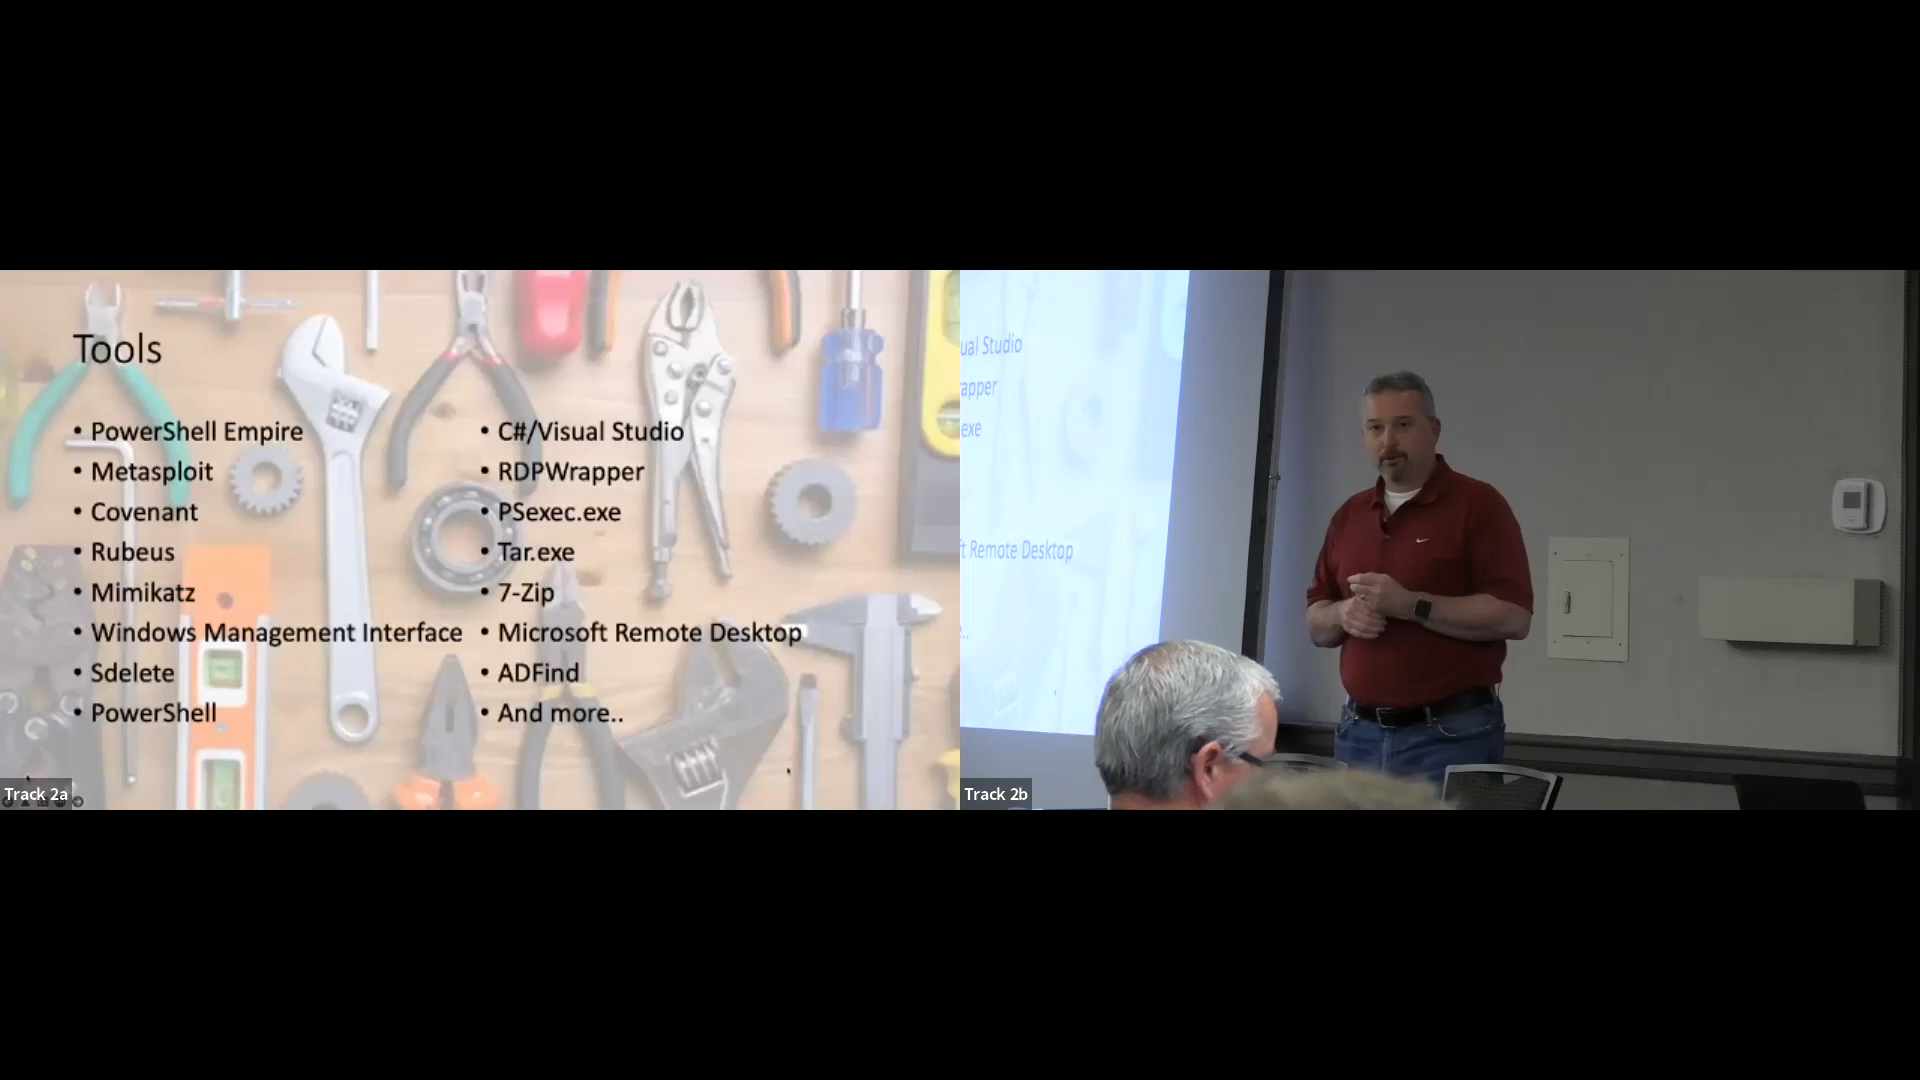 Tools
• PowerShell Empire
• Metasploit
• Covenant
• Rubeus
• Mimikatz
• Windows Management Interface
• Sdelete
• PowerShell
• C#/Visual Studio
• RDPWrapper
• PSexec.exe
• Tar.exe
• 7-Zip
• Microsoft Remote Desktop
• ADFind
• And more..
Track 2a
ual Studio
apper
exe
t Remote Desktop
..
Track 2b